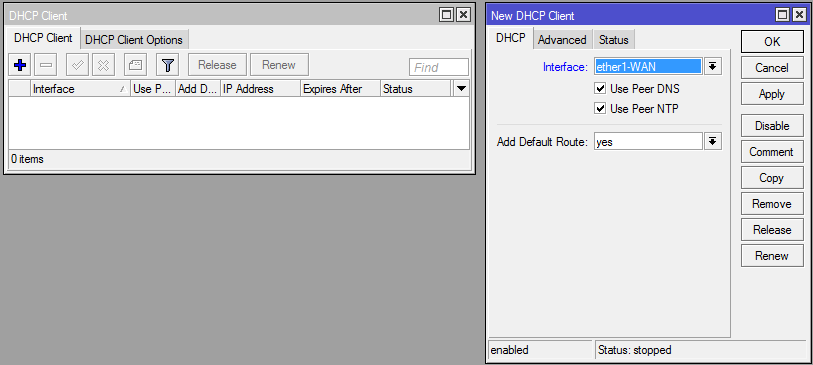 DHCP Client
DHCP Client DHCP Client Options
Release Renew Find
Interface Use P... Add D... IP Address Expires After Status
0 items
New DHCP Client
DHCP Advanced Status
Interface: ether1-WAN
Use Peer DNS
Use Peer NTP
Add Default Route: yes
OK
Cancel
Apply
Disable
Comment
Copy
Remove
Release
Renew
enabled Status: stopped